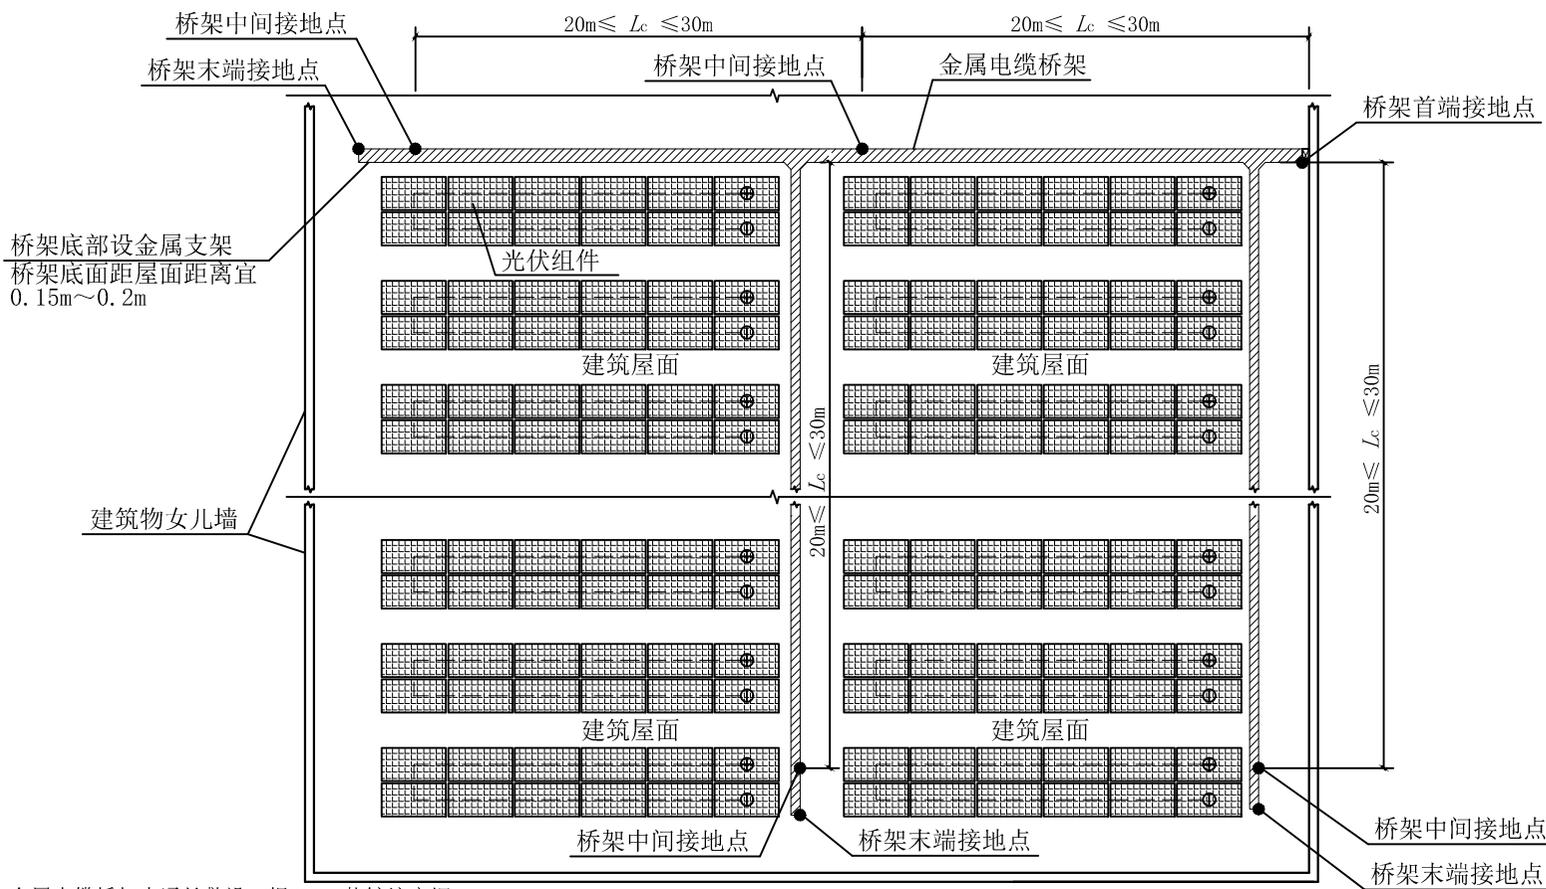 桥架中间接地点
20m≤ Lc ≤30m
20m≤ Lc ≤30m
桥架末端接地点
桥架中间接地点
金属电缆桥架
桥架首端接地点
桥架底部设金属支架
桥架底面距屋面距离宜
0.15m～0.2m
光伏组件
建筑屋面
建筑屋面
20m≤ Lc ≤30m
20m≤ Lc ≤30m
建筑物女儿墙
建筑屋面
建筑屋面
桥架中间接地点
桥架末端接地点
桥架中间接地点
桥架末端接地点